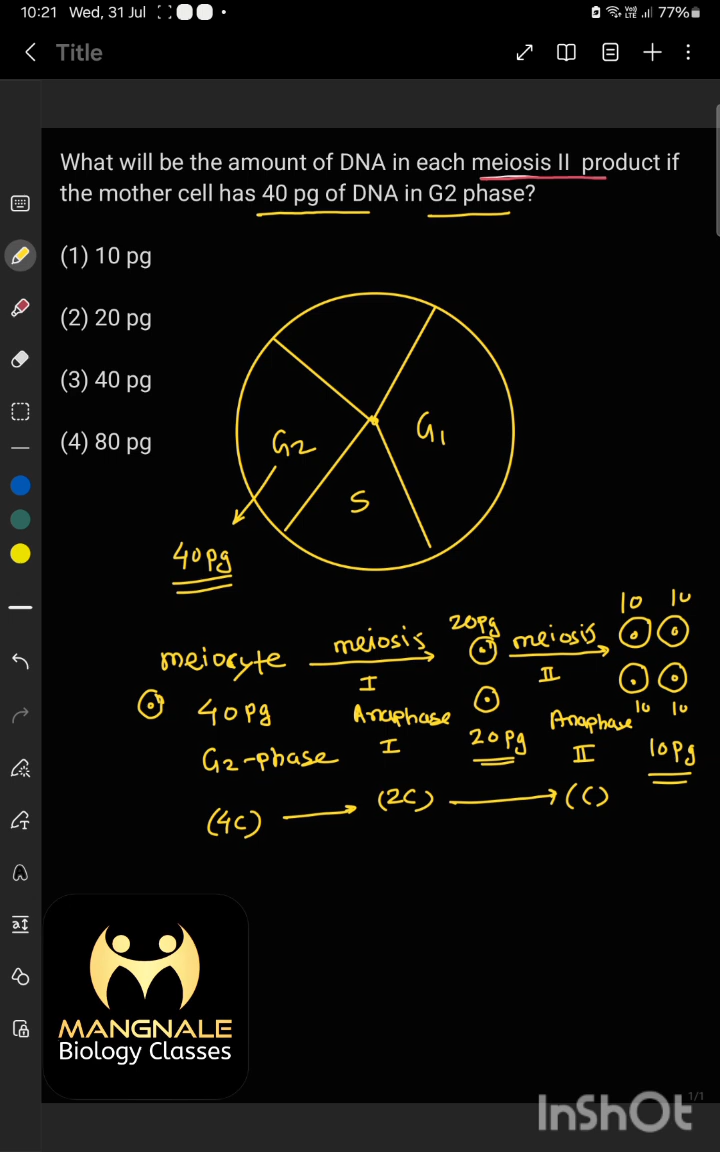 10:21 Wed, 31 Jul
77%
Title
What will be the amount of DNA in each meiosis II product if
the mother cell has 40 pg of DNA in G2 phase?
(1) 10 pg
(2) 20 pg
(3) 40 pg
(4) 80 pg
G2
G1
S
40pg
10 10
meiocyte meiosis I 20pg meiosis II
40pg Anaphase I 20pg Anaphase II 10 10
G2-phase 10pg
(4C) (2C) (C)
MANGNALE
Biology Classes
1/1
InShOt